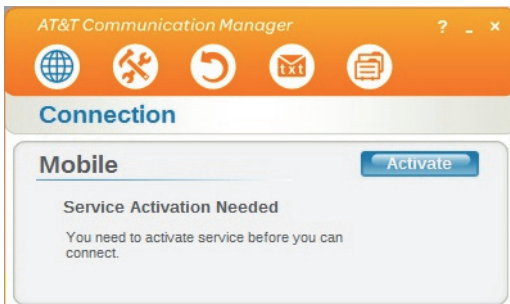 AT&T Communication Manager ? _ ×
txt
Connection
Mobile Activate
Service Activation Needed
You need to activate service before you can
connect.